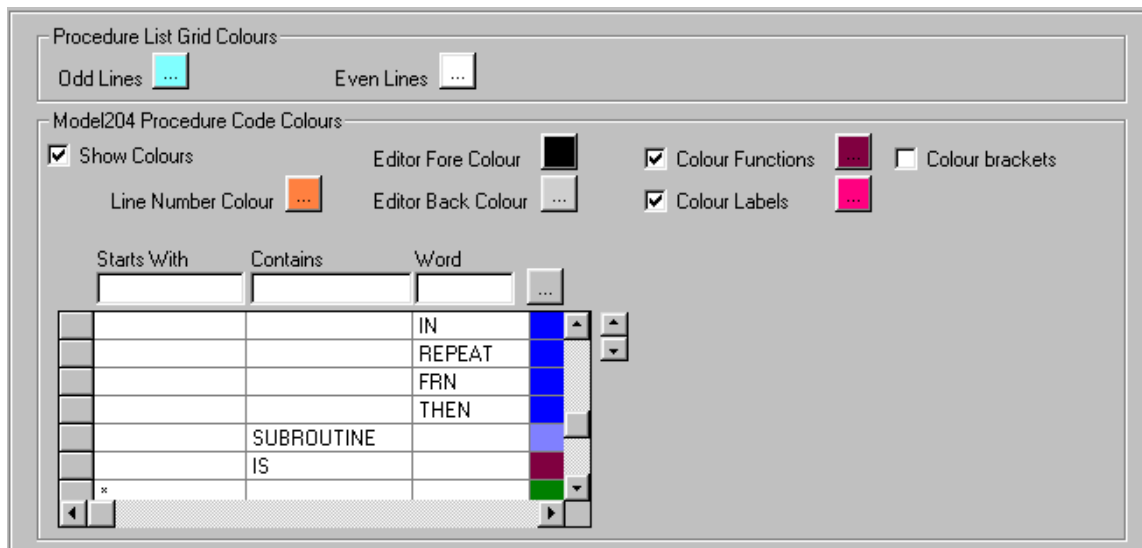 Procedure List Grid Colours
Odd Lines ... Even Lines ...
Model204 Procedure Code Colours
Show Colours Editor Fore Colour Colour Functions ... Colour brackets
Line Number Colour ... Editor Back Colour ... Colour Labels ...
Starts With Contains Word
...
IN
REPEAT
FRN
THEN
SUBROUTINE
IS
*